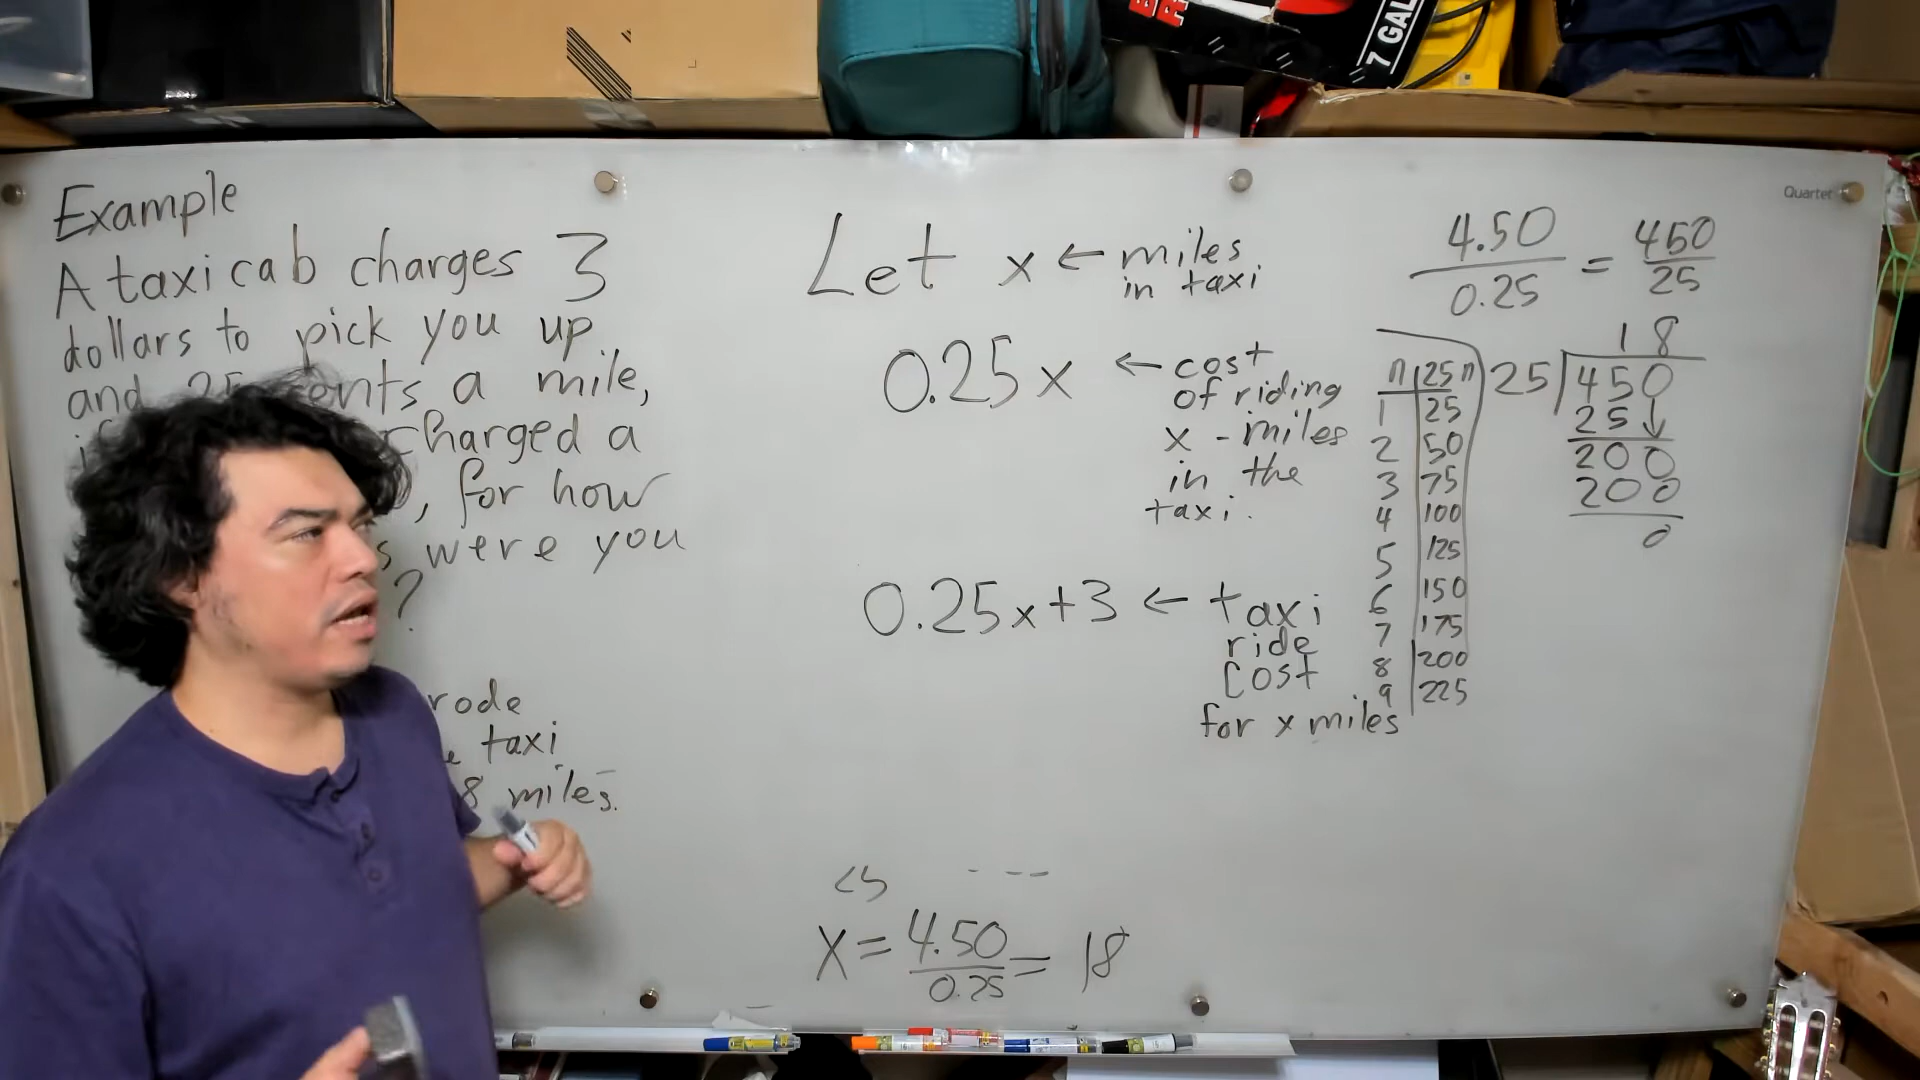 7 GAL
Quartet
Example
A taxi cab charges 3
dollars to pick you up
and 25 cents a mile,
charged a
, for how
were you
?
rode
taxi
8 miles.
Let x ← miles
in taxi
0.25x ← cost
of riding
x - miles
in the
taxi.
0.25x+3 ← taxi
ride
cost
for x miles
x = 4.50/0.25 = 18
4.50/0.25 = 450/25
n 25n
1 25
2 50
3 75
4 100
5 125
6 150
7 175
8 200
9 225
18
25 450
25↓
200
200
0